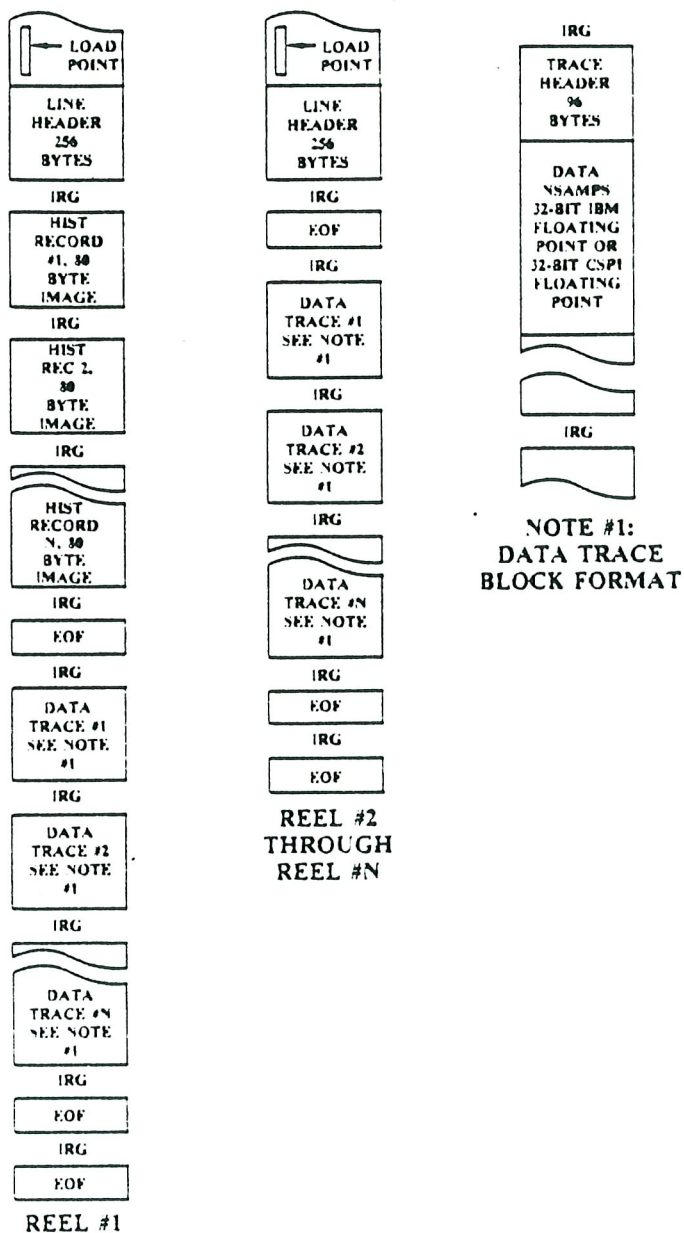 LOAD
POINT
LINE
HEADER
256
BYTES
IRG
HIST
RECORD
#1, 80
BYTE
IMAGE
IRG
HIST
REC 2,
80
BYTE
IMAGE
IRG
HIST
RECORD
N, 80
BYTE
IMAGE
IRG
EOF
IRG
DATA
TRACE #1
SEE NOTE
#1
IRG
DATA
TRACE #2
SEE NOTE
#1
IRG
DATA
TRACE #N
SEE NOTE
#1
IRG
EOF
IRG
EOF
REEL #1
LOAD
POINT
LINE
HEADER
256
BYTES
IRG
EOF
IRG
DATA
TRACE #1
SEE NOTE
#1
IRG
DATA
TRACE #2
SEE NOTE
#1
IRG
DATA
TRACE #N
SEE NOTE
#1
IRG
EOF
IRG
EOF
REEL #2
THROUGH
REEL #N
IRG
TRACE
HEADER
96
BYTES
DATA
NSAMPS
32-BIT IBM
FLOATING
POINT OR
32-BIT CSPI
FLOATING
POINT
IRG
NOTE #1:
DATA TRACE
BLOCK FORMAT